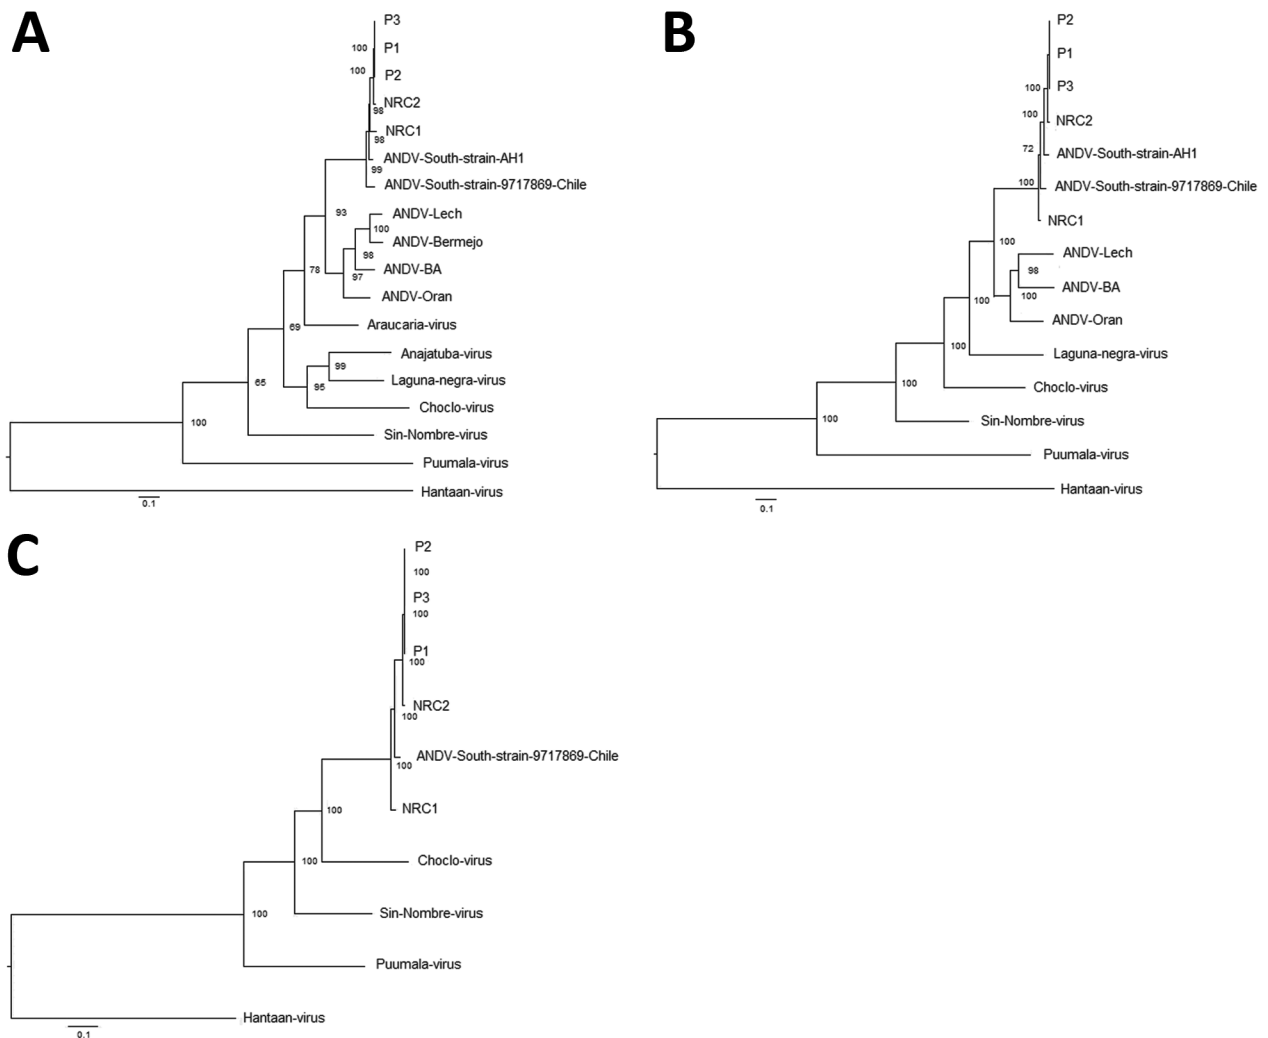 A
P3
100
P1
100
P2
NRC2
98
NRC1
98
ANDV-South-strain-AH1
99
ANDV-South-strain-9717869-Chile
93
ANDV-Lech
100
ANDV-Bermejo
98
ANDV-BA
97
78
ANDV-Oran
69
Araucaria-virus
Anajatuba-virus
99
65
95
Laguna-negra-virus
Choclo-virus
100
Sin-Nombre-virus
Puumala-virus
Hantaan-virus
0.1
B
P2
P1
100
P3
100
NRC2
72
ANDV-South-strain-AH1
100
ANDV-South-strain-9717869-Chile
NRC1
100
ANDV-Lech
98
ANDV-BA
100
100
ANDV-Oran
100
Laguna-negra-virus
100
Choclo-virus
100
Sin-Nombre-virus
Puumala-virus
Hantaan-virus
0.1
C
P2
100
P3
100
P1
100
NRC2
100
ANDV-South-strain-9717869-Chile
100
NRC1
100
Choclo-virus
100
Sin-Nombre-virus
100
Puumala-virus
Hantaan-virus
0.1